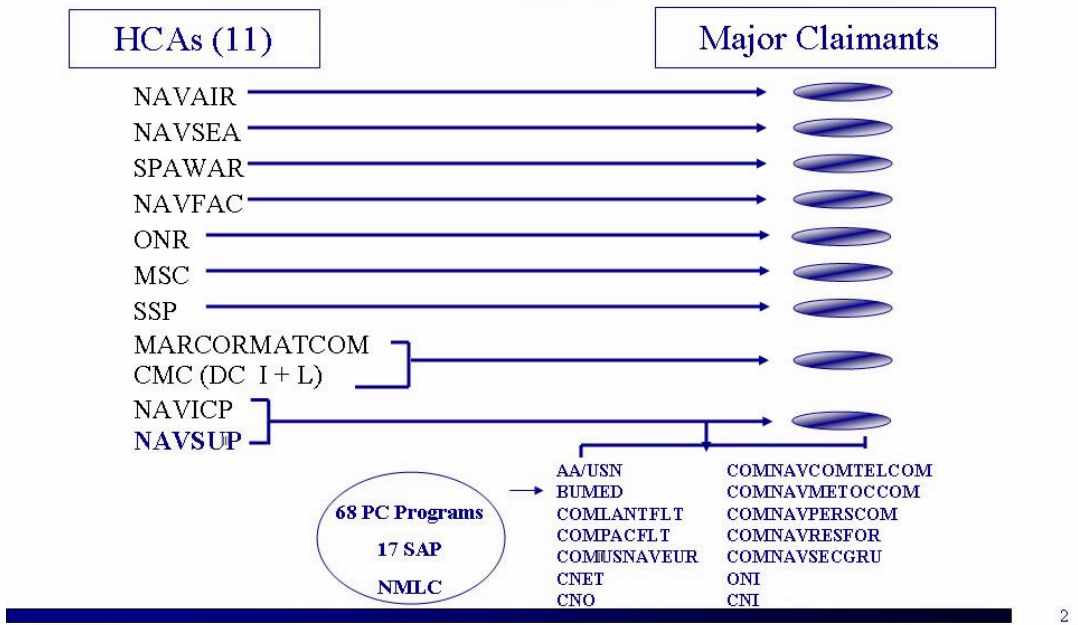 HCAs (11)
Major Claimants
NAVAIR
NAVSEA
SPAWAR
NAVFAC
ONR
MSC
SSP
MARCORMATCOM
CMC (DC I + L)
NAVICP
NAVSUP
68 PC Programs
17 SAP
NMLC
AA/USN
BUMED
COMLANTFLT
COMPACFLT
COMUSNAVEUR
CNET
CNO
COMNAVCOMTELCOM
COMNAVMETOCCOM
COMNAVPERSCOM
COMNAVRESFOR
COMNAVSECGRU
ONI
CNI
2